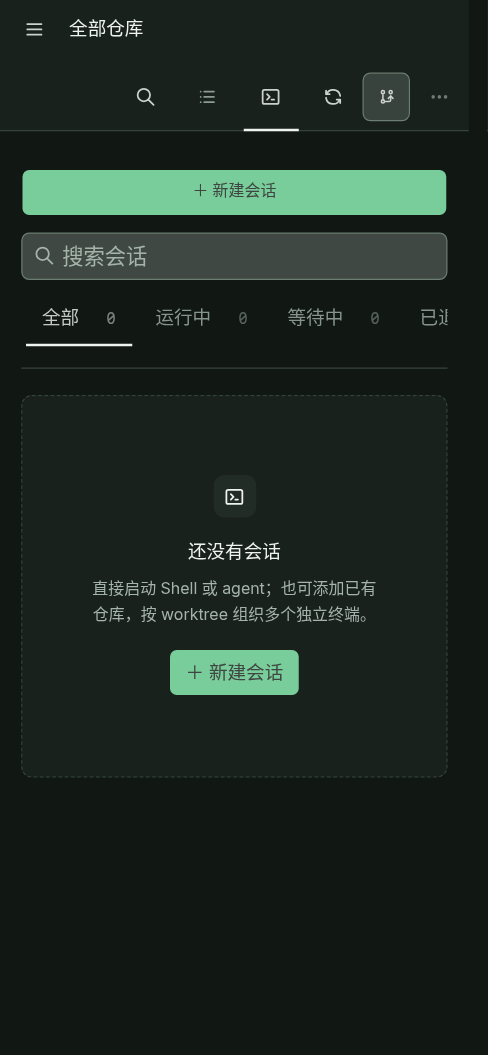 全部仓库
新建会话
搜索会话
全部 0 运行中 0 等待中 0 已
还没有会话
直接启动 Shell 或 agent；也可添加已有
仓库，按 worktree 组织多个独立终端。
新建会话